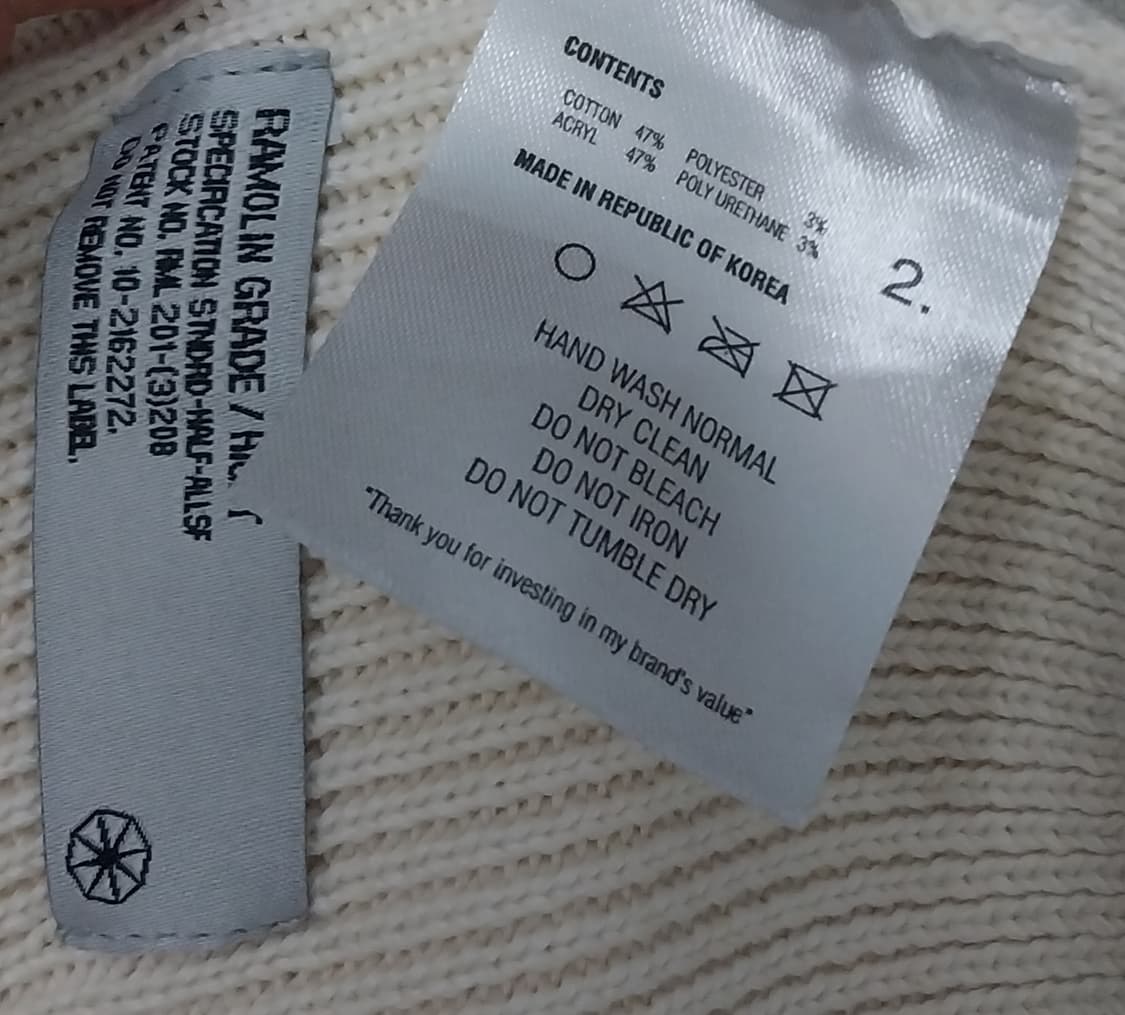 RAMOLIN GRADE /
SPECIFICATION STNDRD-HALF-ALLSF
STOCK NO. RML 201-(3)208
PATENT NO. 10-2162272.
DO NOT REMOVE THIS LABEL.
CONTENTS
COTTON 47% POLYESTER 3%
ACRYL 47% POLY URETHANE 3%
MADE IN REPUBLIC OF KOREA
2.
HAND WASH NORMAL
DRY CLEAN
DO NOT BLEACH
DO NOT IRON
DO NOT TUMBLE DRY
"Thank you for investing in my brand's value"